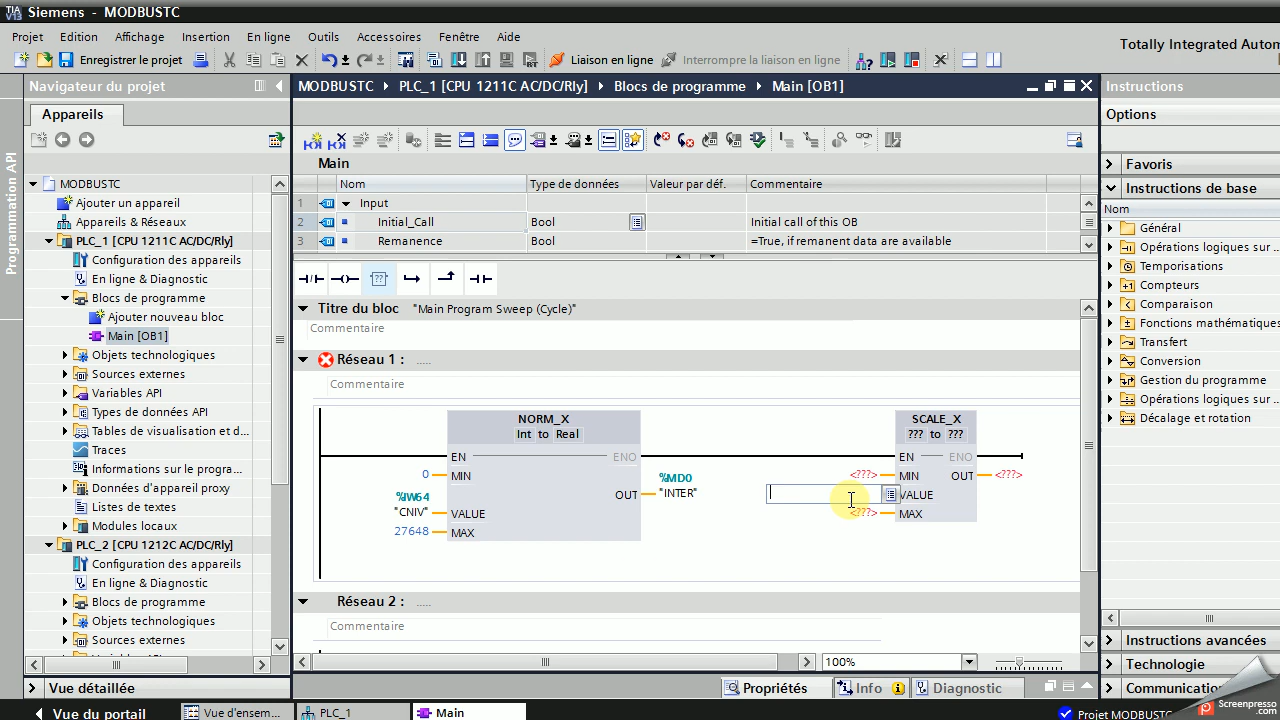 Siemens - MODBUSTC
Projet Edition Affichage Insertion En ligne Outils Accessoires Fenêtre Aide
Totally Integrated Autom
Enregistrer le projet Liaison en ligne Interrompre la liaison en ligne
Navigateur du projet
MODBUSTC PLC_1 [CPU 1211C AC/DC/Rly] Blocs de programme Main [OB1]
Instructions
Appareils
Options
Programmation API
Main
Favoris
Nom Type de données Valeur par déf. Commentaire
Instructions de base
MODBUSTC
1 Input
Nom
Ajouter un appareil
2 Initial_Call Bool Initial call of this OB
Général
Appareils & Réseaux
3 Remanence Bool =True, if remanent data are available
Opérations logiques sur ...
PLC_1 [CPU 1211C AC/DC/Rly]
Temporisations
Configuration des appareils
Compteurs
En ligne & Diagnostic
Comparaison
Blocs de programme
Fonctions mathématiques
Ajouter nouveau bloc
Transfert
Main [OB1]
Conversion
Objets technologiques
Gestion du programme
Sources externes
Opérations logiques sur ...
Variables API
Décalage et rotation
Types de données API
Tables de visualisation et d...
Traces
Informations sur le progra...
Données d'appareil proxy
Listes de textes
Modules locaux
PLC_2 [CPU 1212C AC/DC/Rly]
Configuration des appareils
En ligne & Diagnostic
Blocs de programme
Objets technologiques
Sources externes
Titre du bloc "Main Program Sweep (Cycle)"
Commentaire
Réseau 1 : .....
Commentaire
NORM_X SCALE_X
Int to Real ??? to ???
EN ENO EN ENO
0 MIN %MD0 <???> MIN OUT <???>
%IW64 OUT "INTER" VALUE
"CNIV" VALUE <???> MAX
27648 MAX
Réseau 2 : .....
Commentaire
100%
Instructions avancées
Technologie
Communication
Vue détaillée
Propriétés Info Diagnostic
Vue du portail Vue d'ensem... PLC_1 Main
Projet MODBUSTC
Screenpresso
.com
TIA
V13